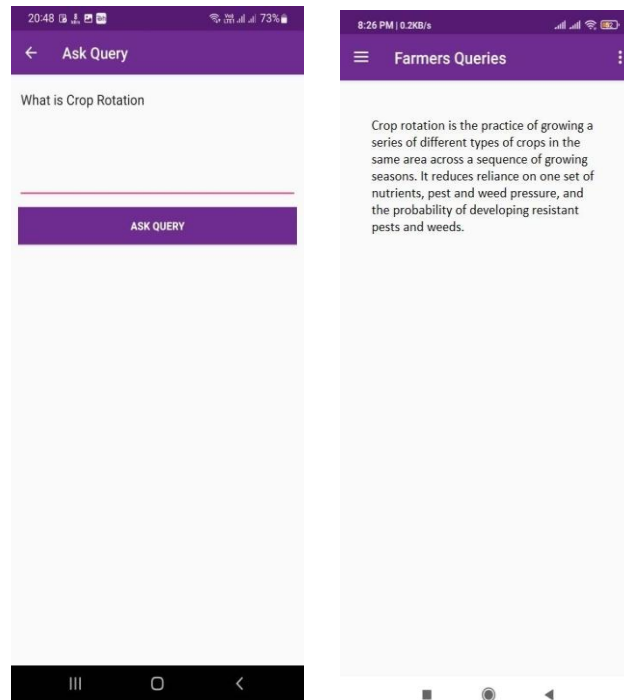 20:48
73%
Ask Query
What is Crop Rotation
ASK QUERY
8:26 PM | 0.2KB/s
Farmers Queries
Crop rotation is the practice of growing a
series of different types of crops in the
same area across a sequence of growing
seasons. It reduces reliance on one set of
nutrients, pest and weed pressure, and
the probability of developing resistant
pests and weeds.